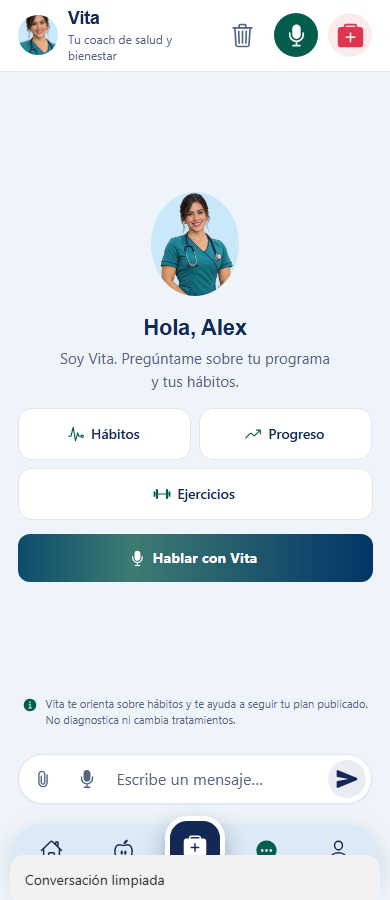 Vita
Tu coach de salud y
bienestar
Hola, Alex
Soy Vita. Pregúntame sobre tu programa
y tus hábitos.
Hábitos
Progreso
Ejercicios
Hablar con Vita
Vita te orienta sobre hábitos y te ayuda a seguir tu plan publicado.
No diagnostica ni cambia tratamientos.
Escribe un mensaje...
Conversación limpiada